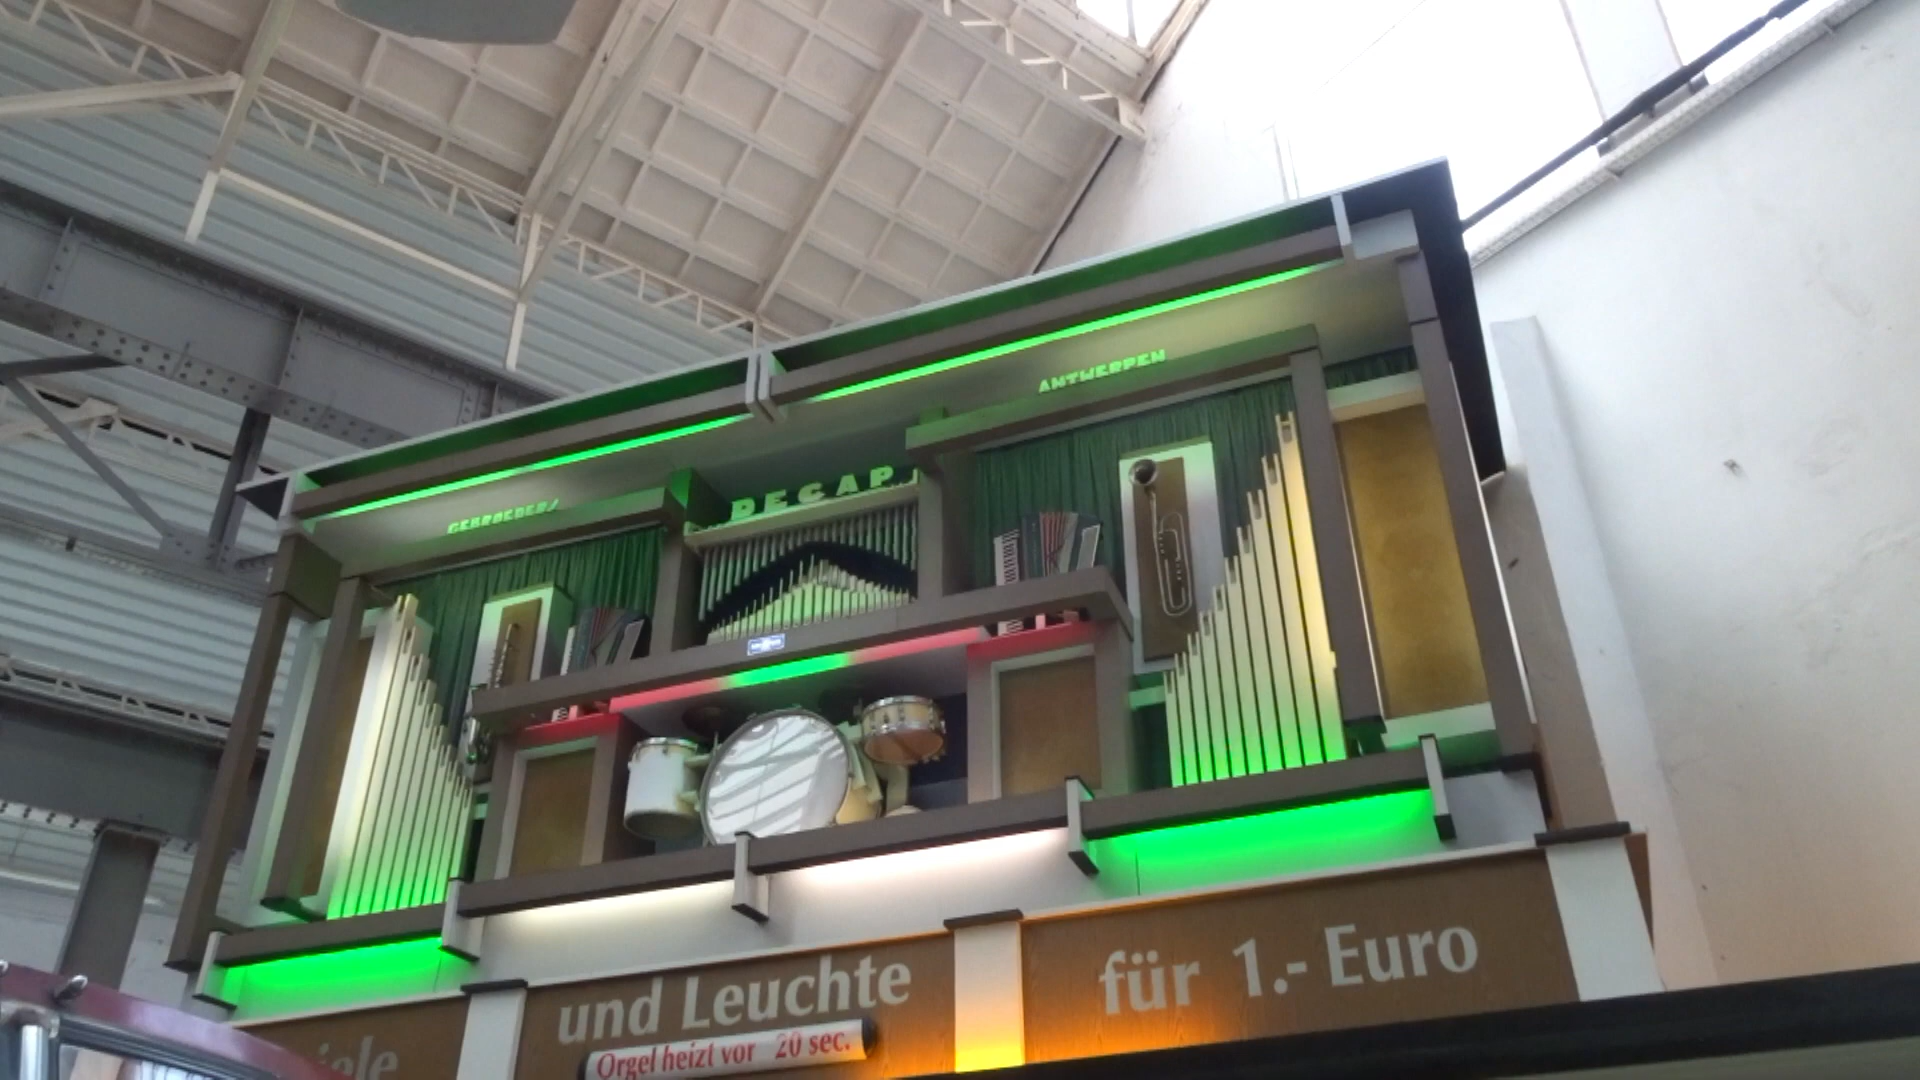 GEBROEDERS
DECAP
ANTWERPEN
und Leuchte
für 1.- Euro
Orgel heizt vor 20 sec.